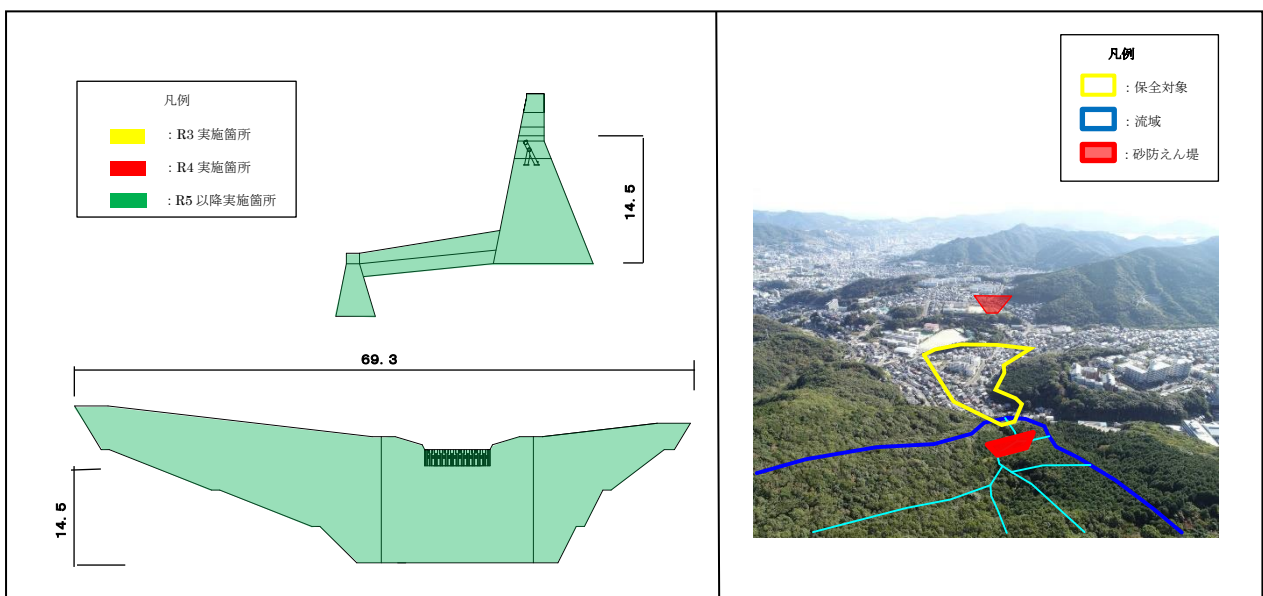 凡例
：R3 実施箇所
：R4 実施箇所
：R5 以降実施箇所
14.5
69.3
14.5
凡例
：保全対象
：流域
：砂防えん堤